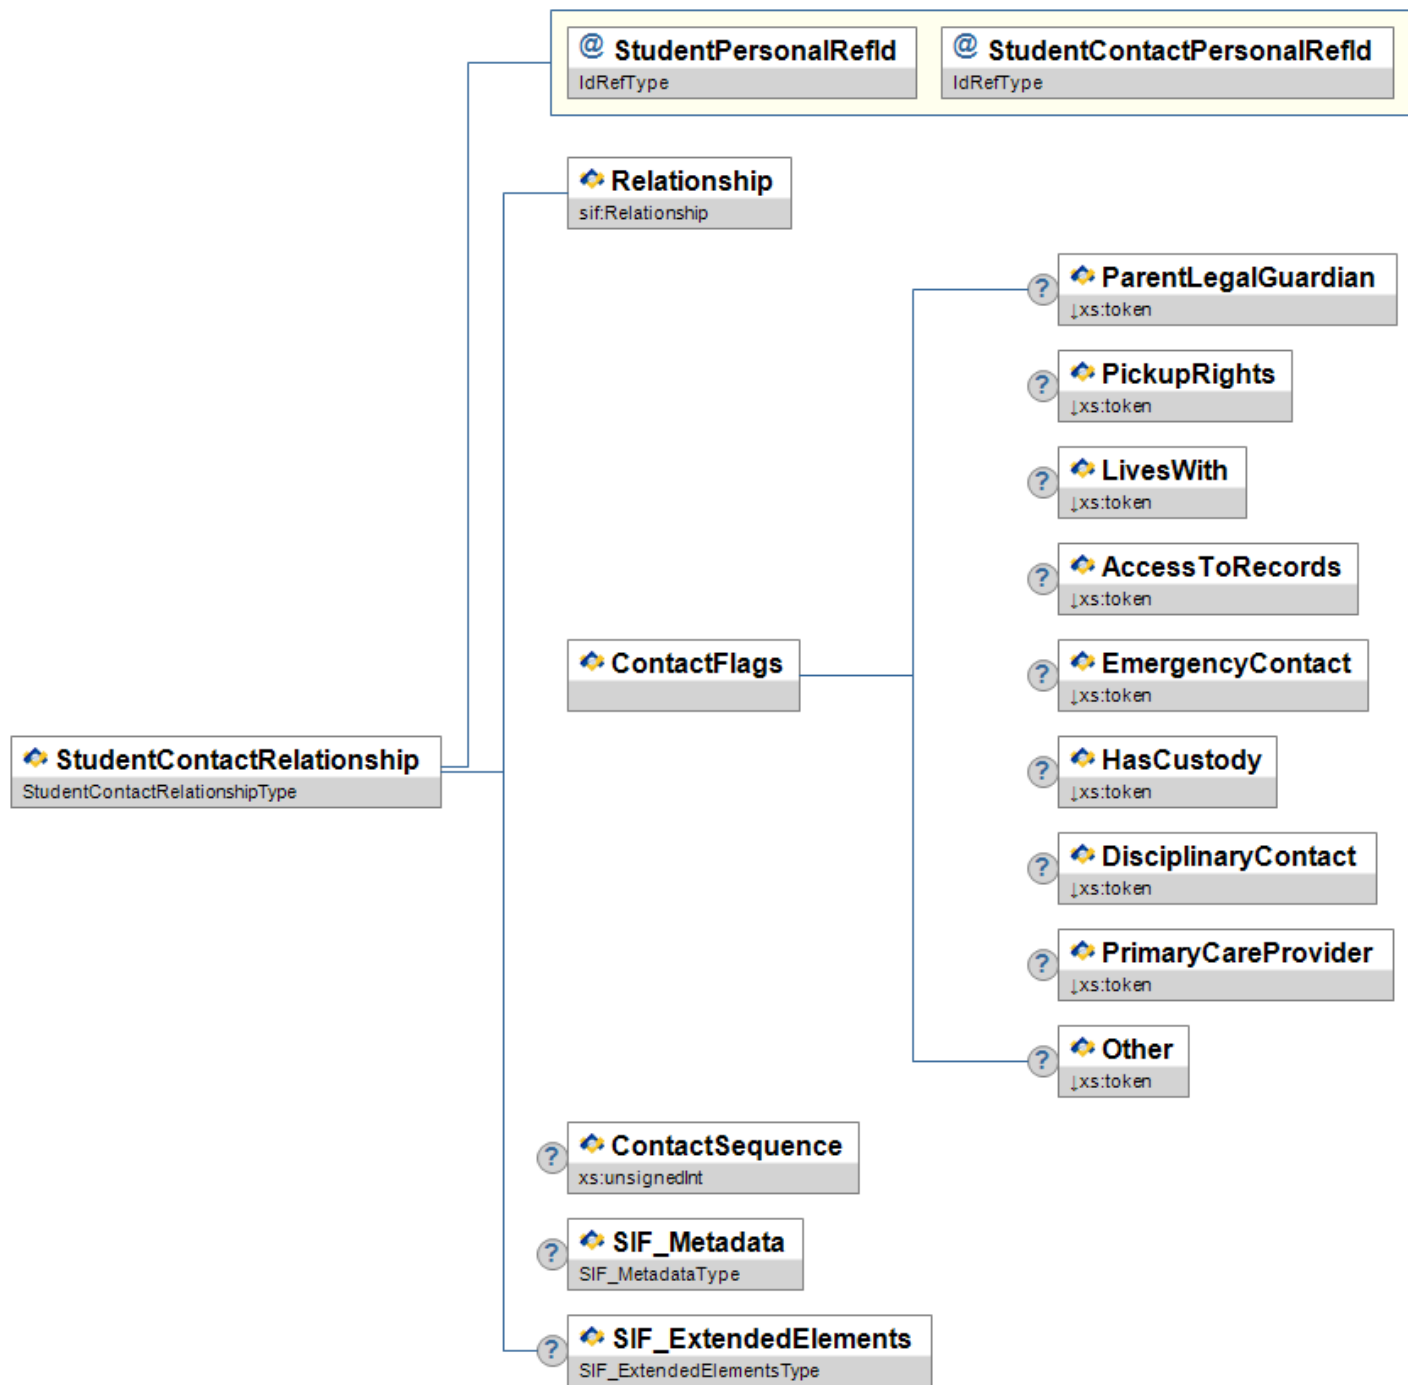 @ StudentPersonalRefId
IdRefType
@ StudentContactPersonalRefId
IdRefType
Relationship
sif:Relationship
? ParentLegalGuardian
↓xs:token
? PickupRights
↓xs:token
? LivesWith
↓xs:token
? AccessToRecords
↓xs:token
ContactFlags
? EmergencyContact
↓xs:token
StudentContactRelationship
StudentContactRelationshipType
? HasCustody
↓xs:token
? DisciplinaryContact
↓xs:token
? PrimaryCareProvider
↓xs:token
? Other
↓xs:token
? ContactSequence
xs:unsignedInt
? SIF_Metadata
SIF_MetadataType
? SIF_ExtendedElements
SIF_ExtendedElementsType